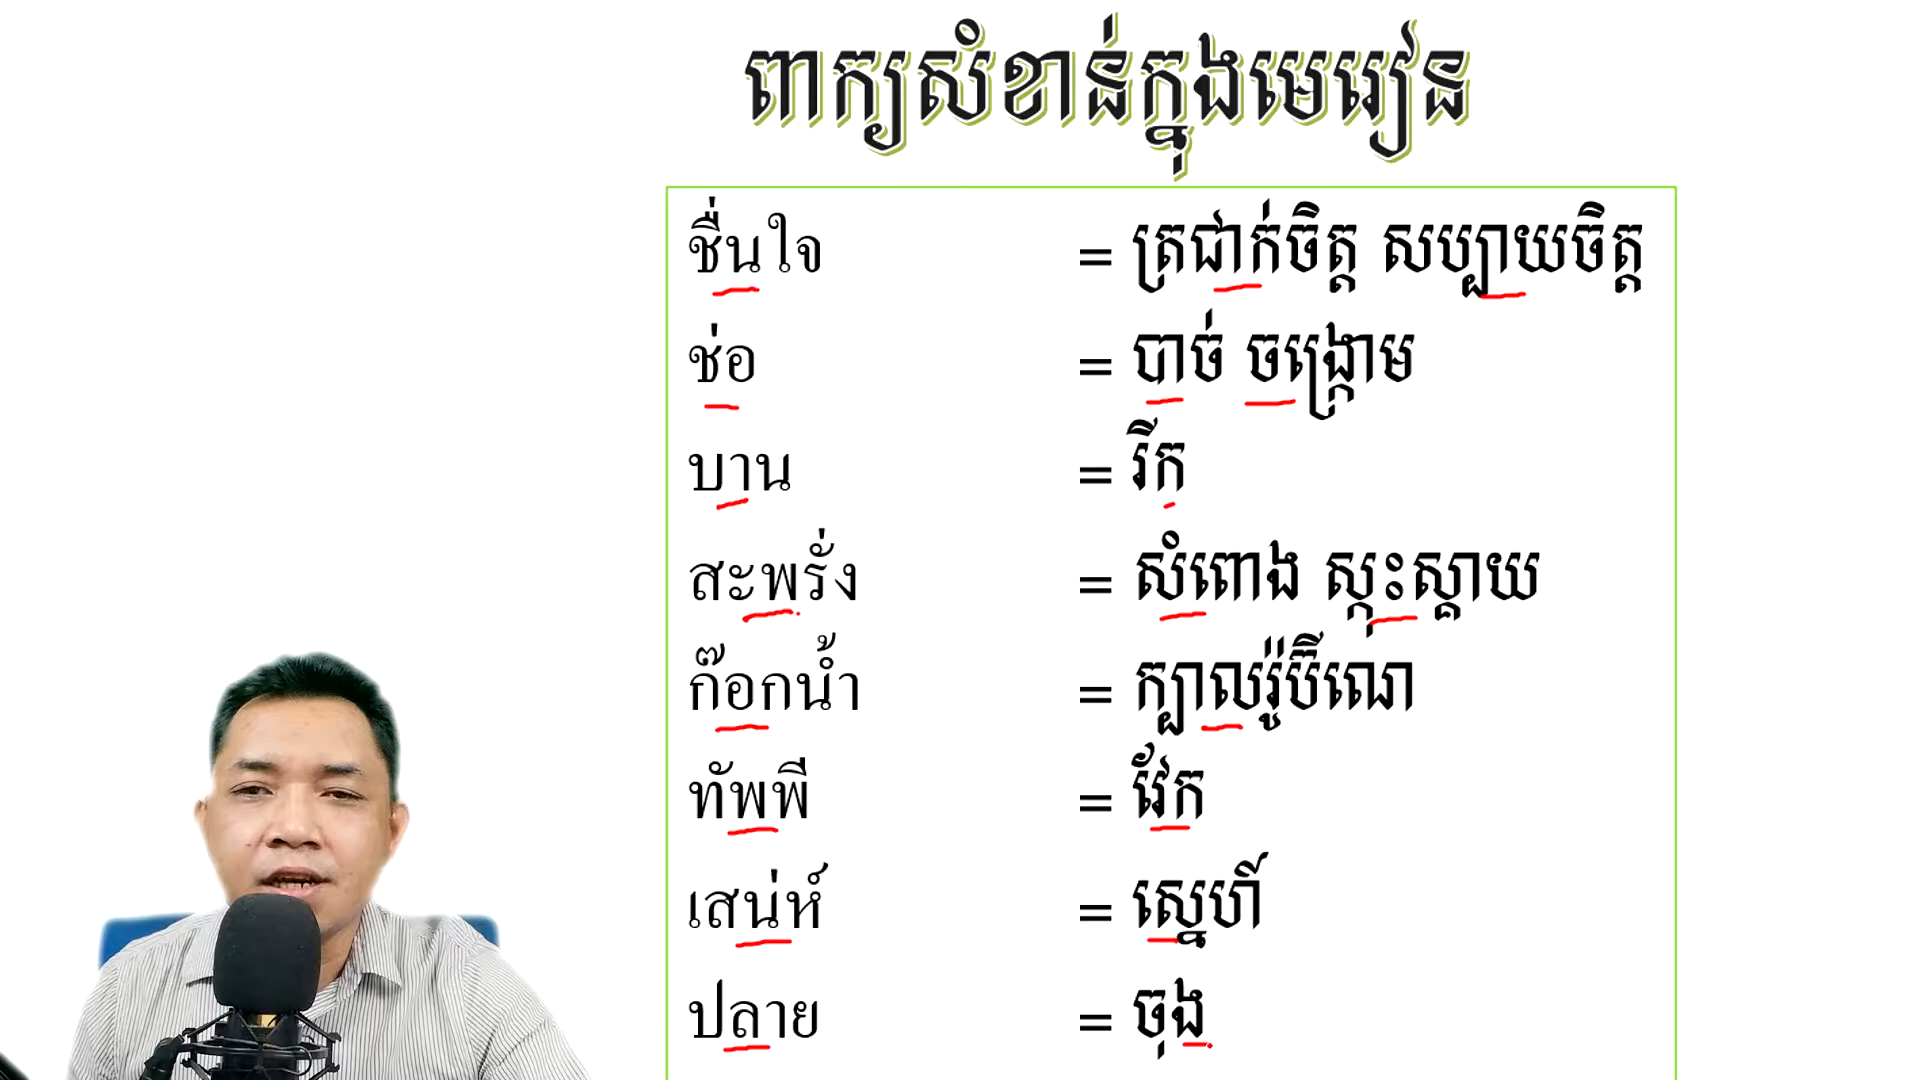 ពាក្យសំខាន់ក្នុងមេរៀន
ชื่นใจ = ត្រជាក់ចិត្ត សប្បាយចិត្ត
ช่อ = បាច់ ចង្ក្រោម
บาน = រីក
สะพรั่ง = សំពោង ស្កុះស្កាយ
ก๊อกน้ำ = ក្បាលរ៉ូប៊ីណេ
ทัพพี = វែក
เสน่ห์ = ស្នេហ៍
ปลาย = ចុង